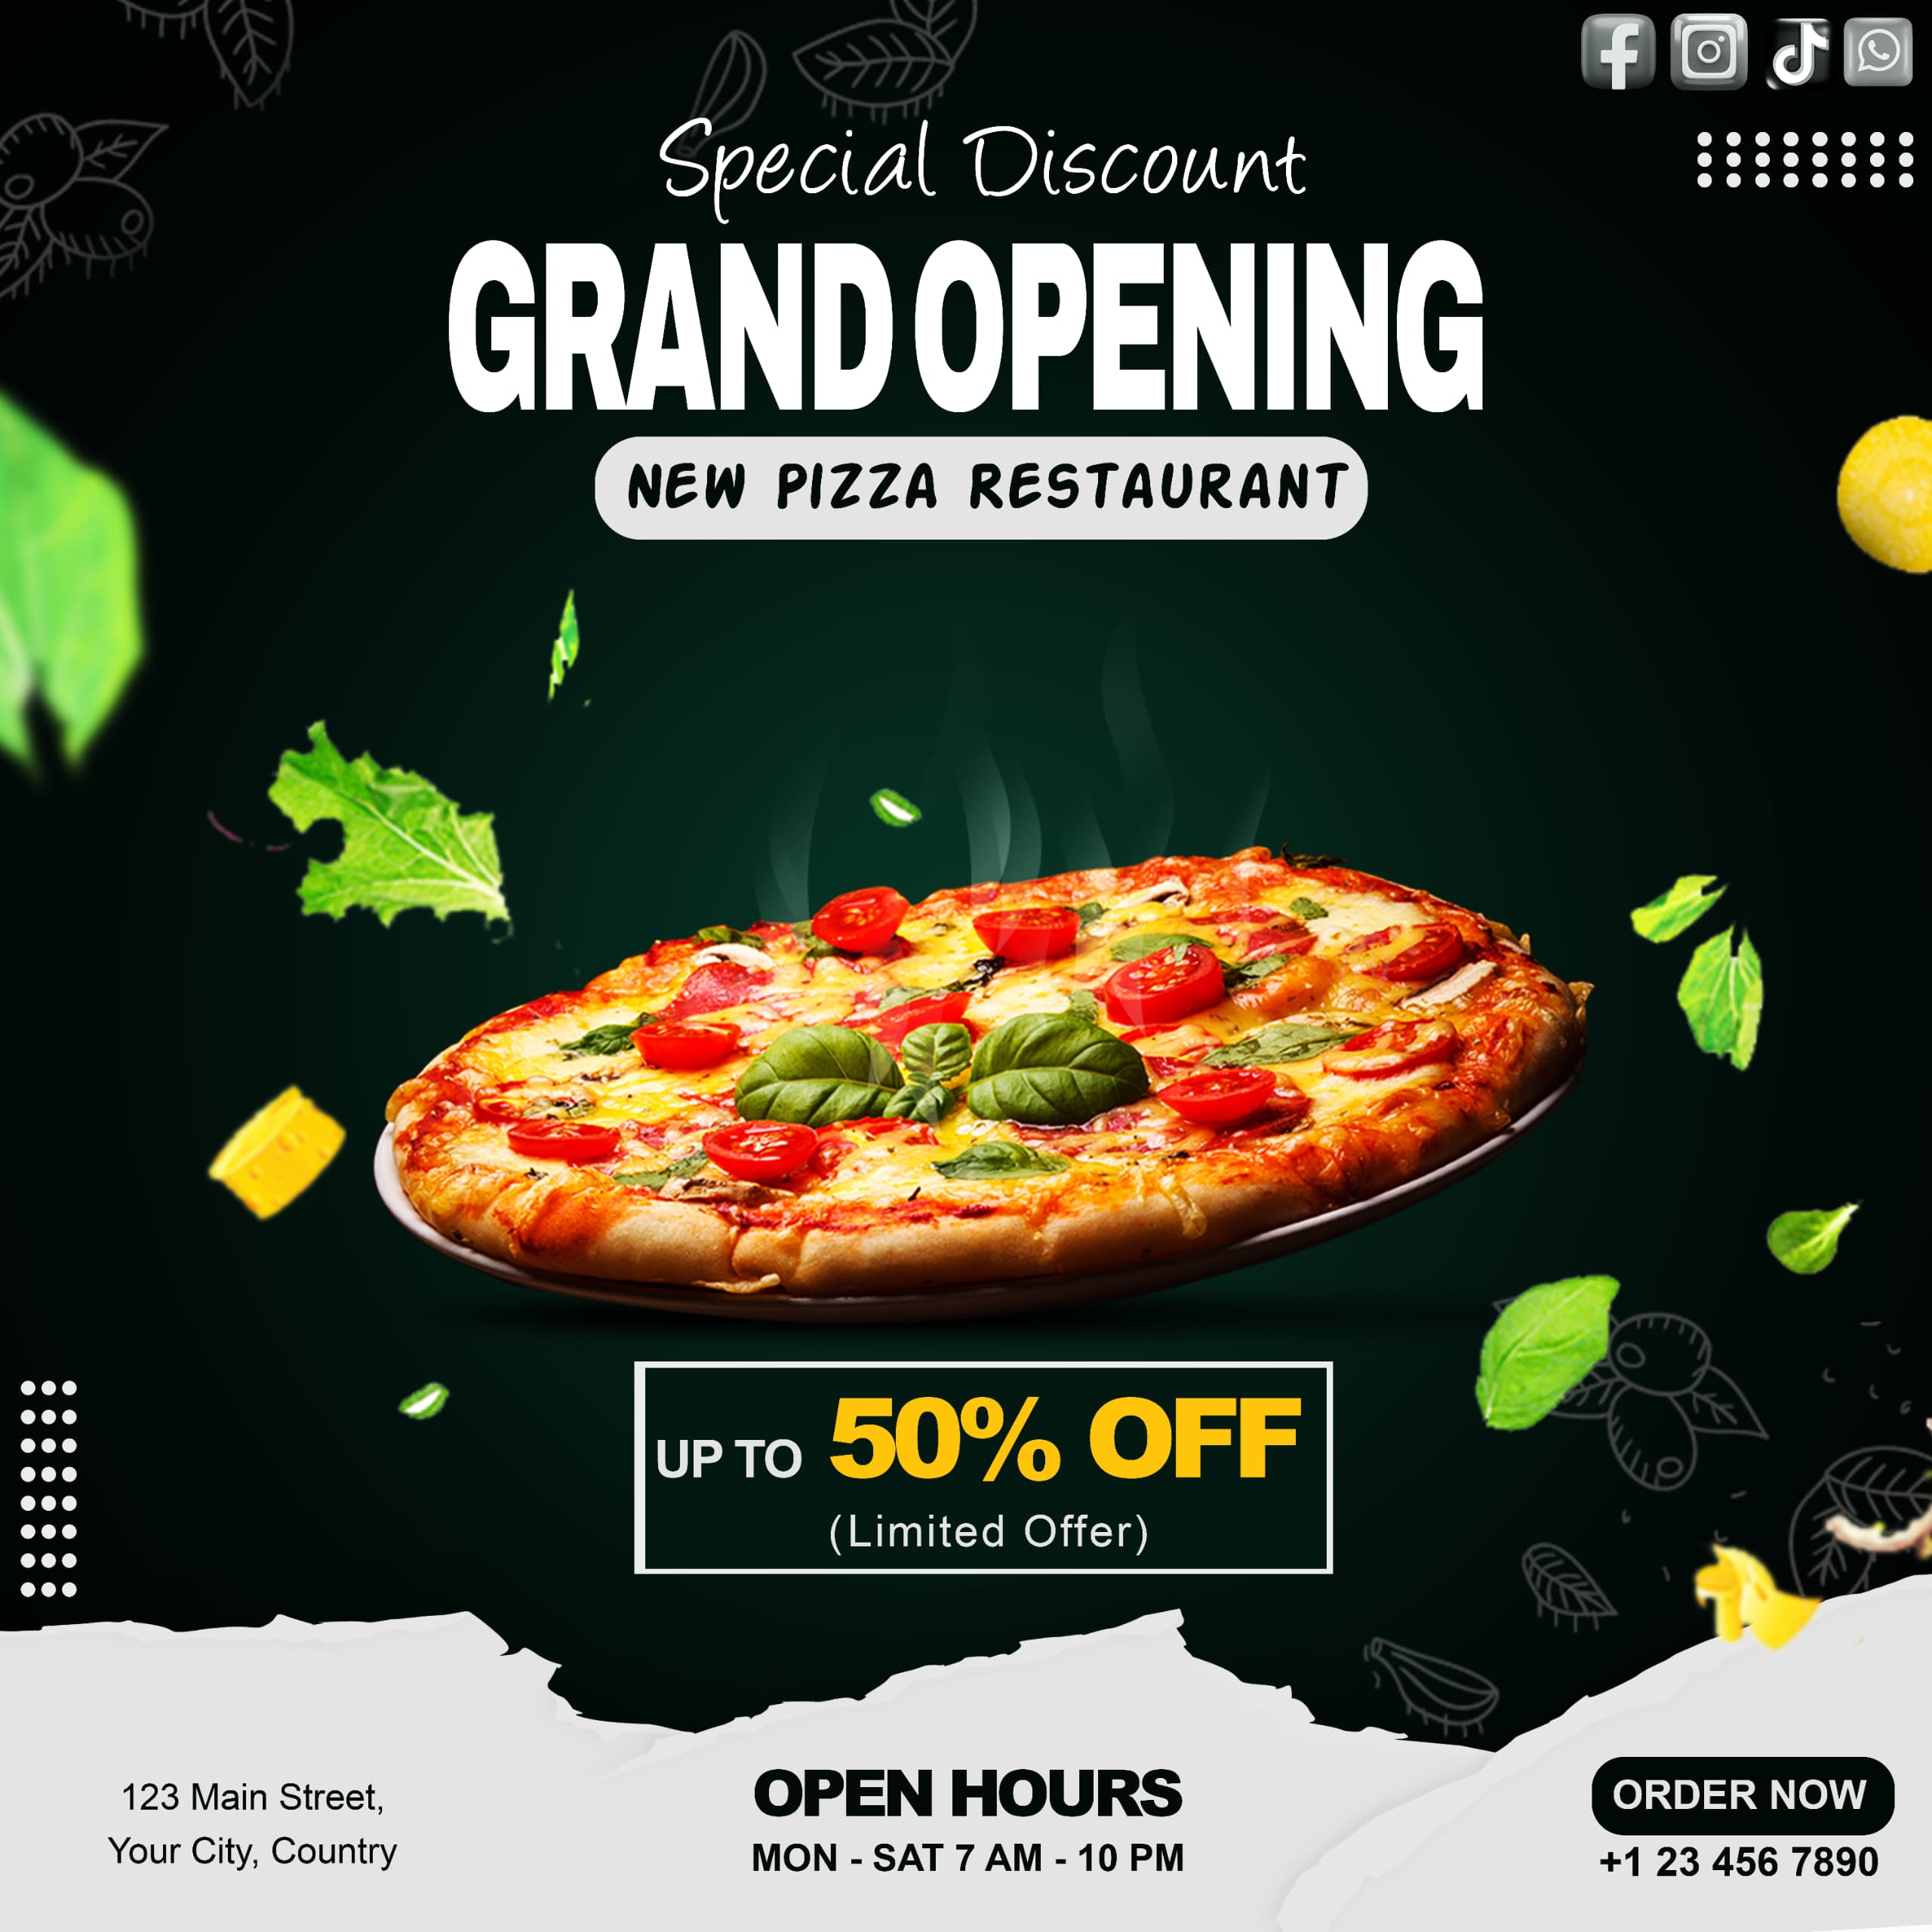 Special Discount
GRAND OPENING
NEW PIZZA RESTAURANT
UP TO 50% OFF
(Limited Offer)
123 Main Street,
Your City, Country
OPEN HOURS
MON - SAT 7 AM - 10 PM
ORDER NOW
+1 23 456 7890